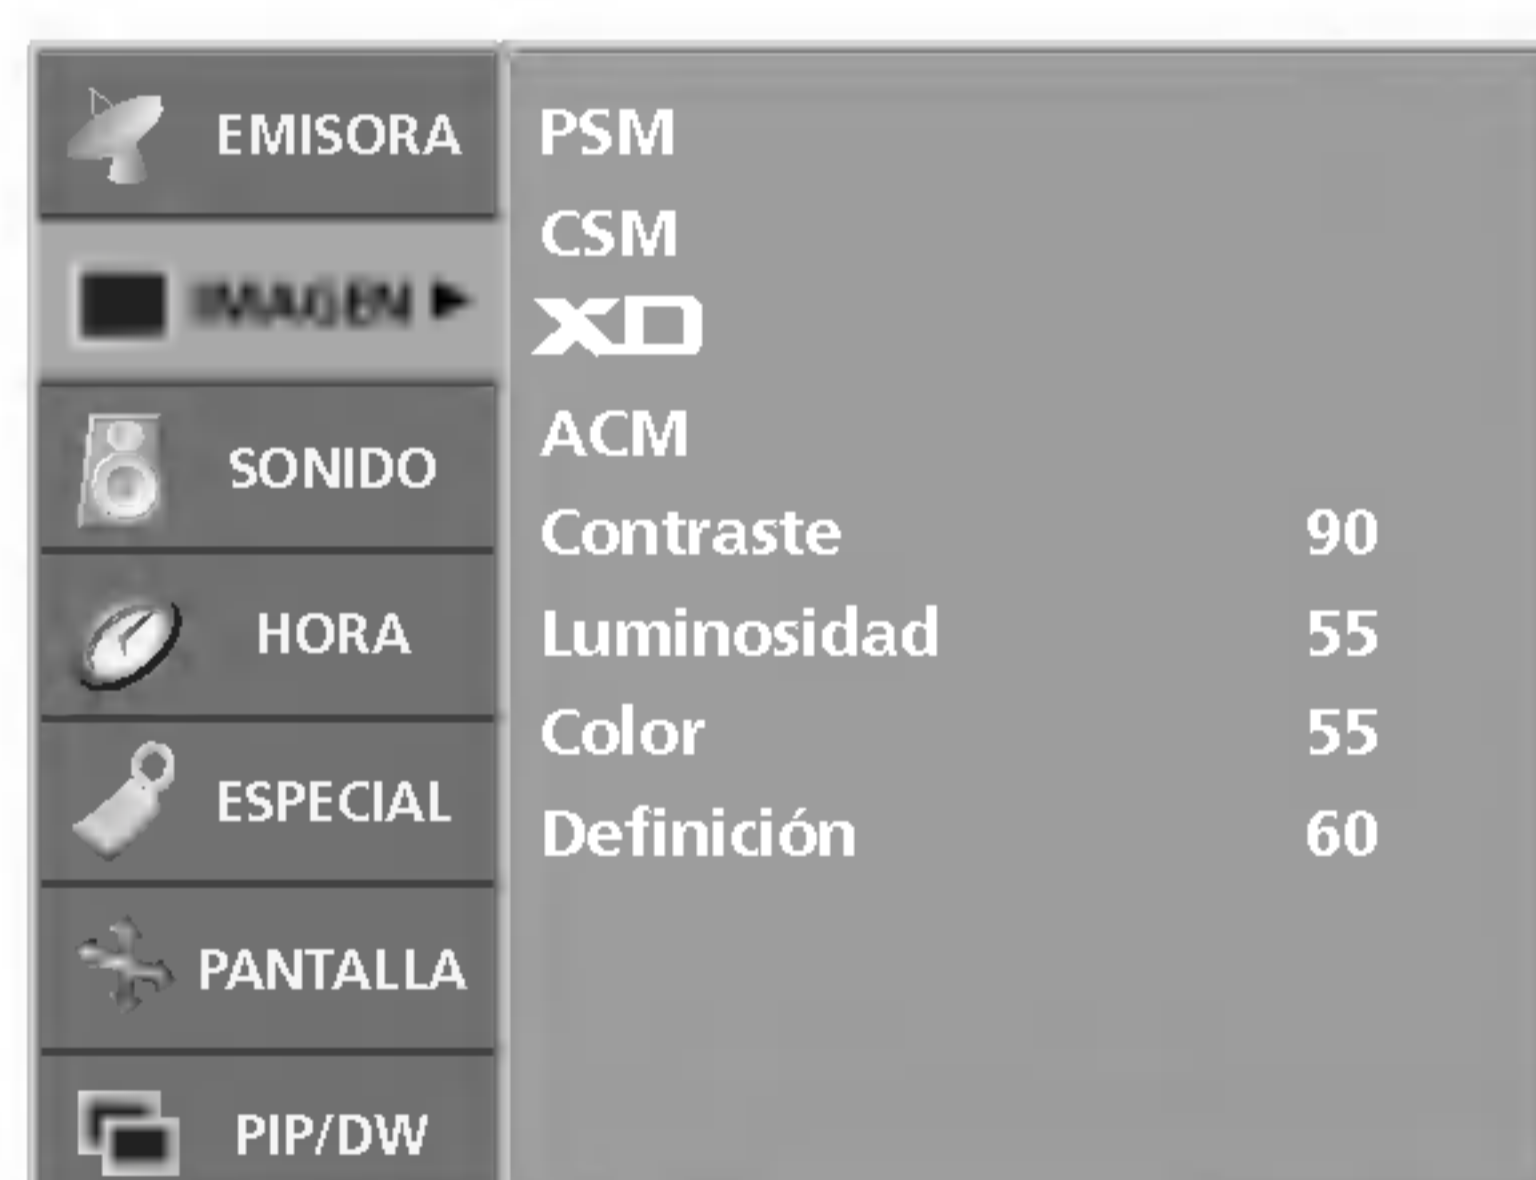 EMISORA
IMAGEN
SONIDO
HORA
ESPECIAL
PANTALLA
PIP/DW
PSM
CSM
XD
ACM
Contraste 90
Luminosidad 55
Color 55
Definición 60